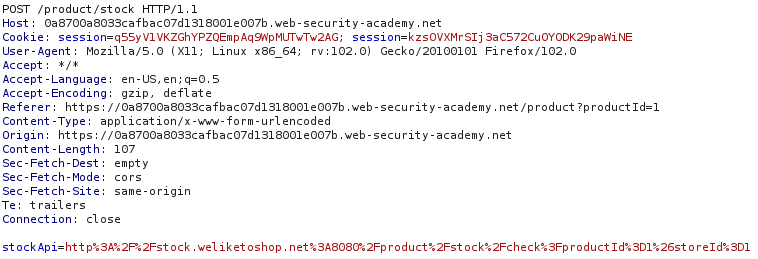 POST /product/stock HTTP/1.1
Host: 0a8700a8033cafbac07d1318001e007b.web-security-academy.net
Cookie: session=q55yV1VKZGhYPZQEmpAq9WpMUTwTw2AG; session=kzsOVXMrSIj3aC572CuOYODK29paWiNE
User-Agent: Mozilla/5.0 (X11; Linux x86_64; rv:102.0) Gecko/20100101 Firefox/102.0
Accept: */*
Accept-Language: en-US,en;q=0.5
Accept-Encoding: gzip, deflate
Referer: https://0a8700a8033cafbac07d1318001e007b.web-security-academy.net/product?productId=1
Content-Type: application/x-www-form-urlencoded
Origin: https://0a8700a8033cafbac07d1318001e007b.web-security-academy.net
Content-Length: 107
Sec-Fetch-Dest: empty
Sec-Fetch-Mode: cors
Sec-Fetch-Site: same-origin
Te: trailers
Connection: close
stockApi=http%3A%2F%2Fstock.weliketoshop.net%3A8080%2Fproduct%2Fstock%2Fcheck%3FproductId%3D1%26storeId%3D1